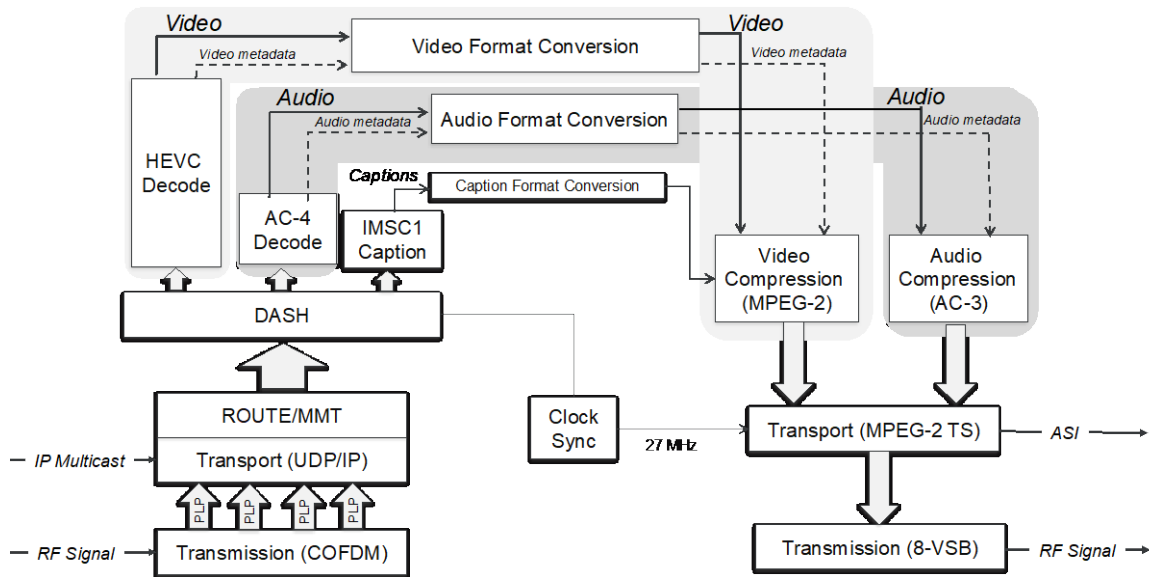 Video
Video Format Conversion
Video
Video metadata
Video metadata
Audio
Audio Format Conversion
Audio
Audio metadata
Audio metadata
HEVC
Decode
Captions
Caption Format Conversion
AC-4
Decode
IMSC1
Caption
Video
Compression
(MPEG-2)
Audio
Compression
(AC-3)
DASH
ROUTE/MMT
Clock
Sync
27 MHz
Transport (MPEG-2 TS)
ASI
IP Multicast
Transport (UDP/IP)
PLP
PLP
PLP
PLP
RF Signal
Transmission (COFDM)
Transmission (8-VSB)
RF Signal